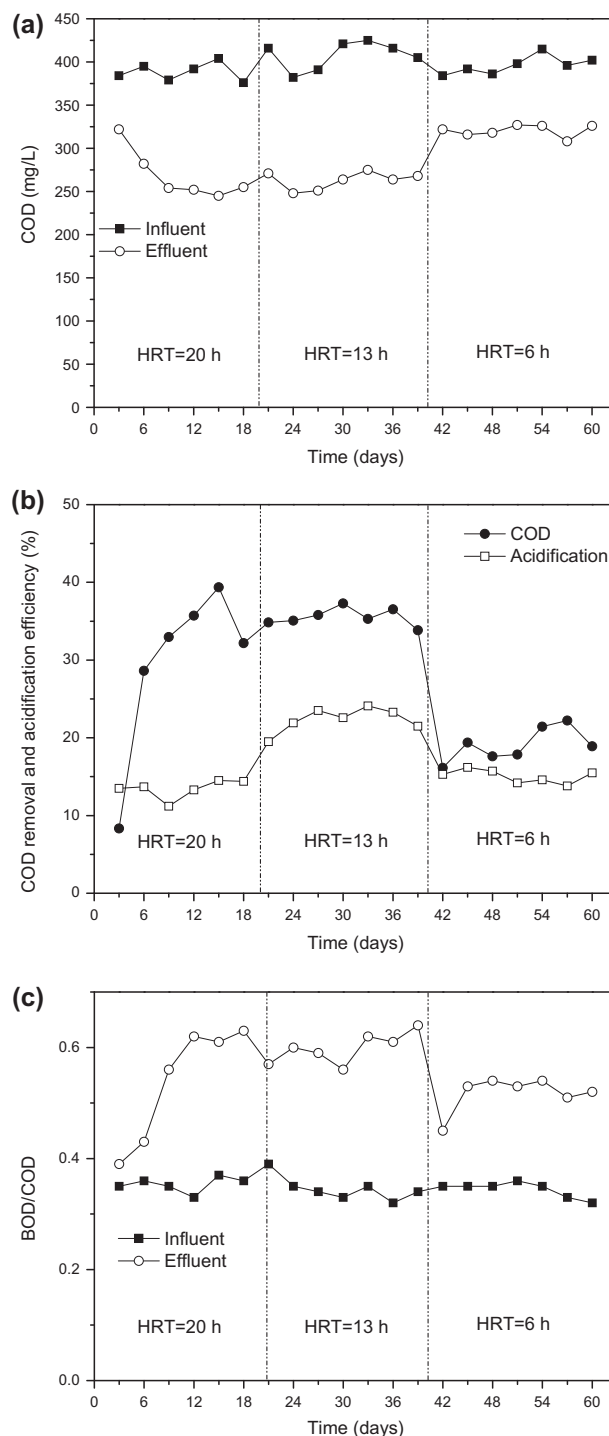 (a)
450
400
350
300
250
200
150
100
50
0
COD (mg/L)
Influent
Effluent
HRT=20 h
HRT=13 h
HRT=6 h
0 6 12 18 24 30 36 42 48 54 60
Time (days)
(b)
50
40
30
20
10
0
COD removal and acidification efficiency (%)
COD
Acidification
HRT=20 h
HRT=13 h
HRT=6 h
0 6 12 18 24 30 36 42 48 54 60
Time (days)
(c)
0.6
0.4
0.2
0.0
BOD/COD
Influent
Effluent
HRT=20 h
HRT=13 h
HRT=6 h
0 6 12 18 24 30 36 42 48 54 60
Time (days)